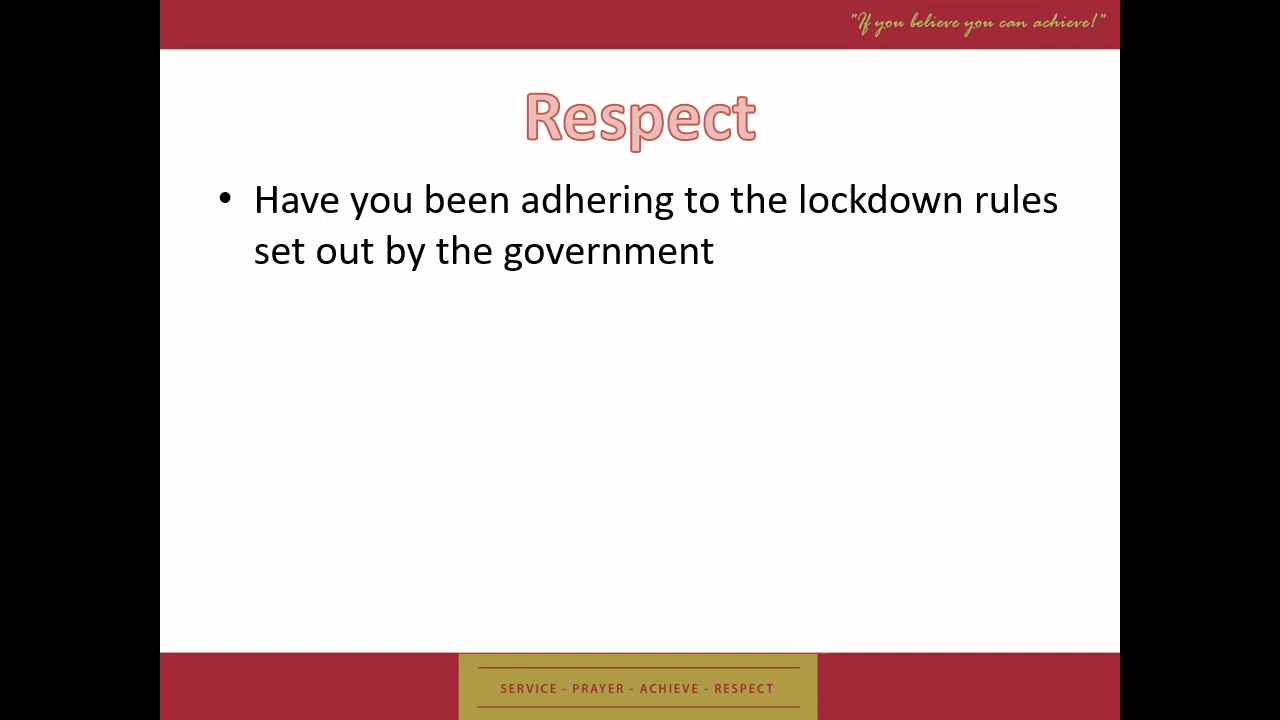 "If you believe you can achieve!"
Respect
• Have you been adhering to the lockdown rules
set out by the government
SERVICE - PRAYER - ACHIEVE - RESPECT